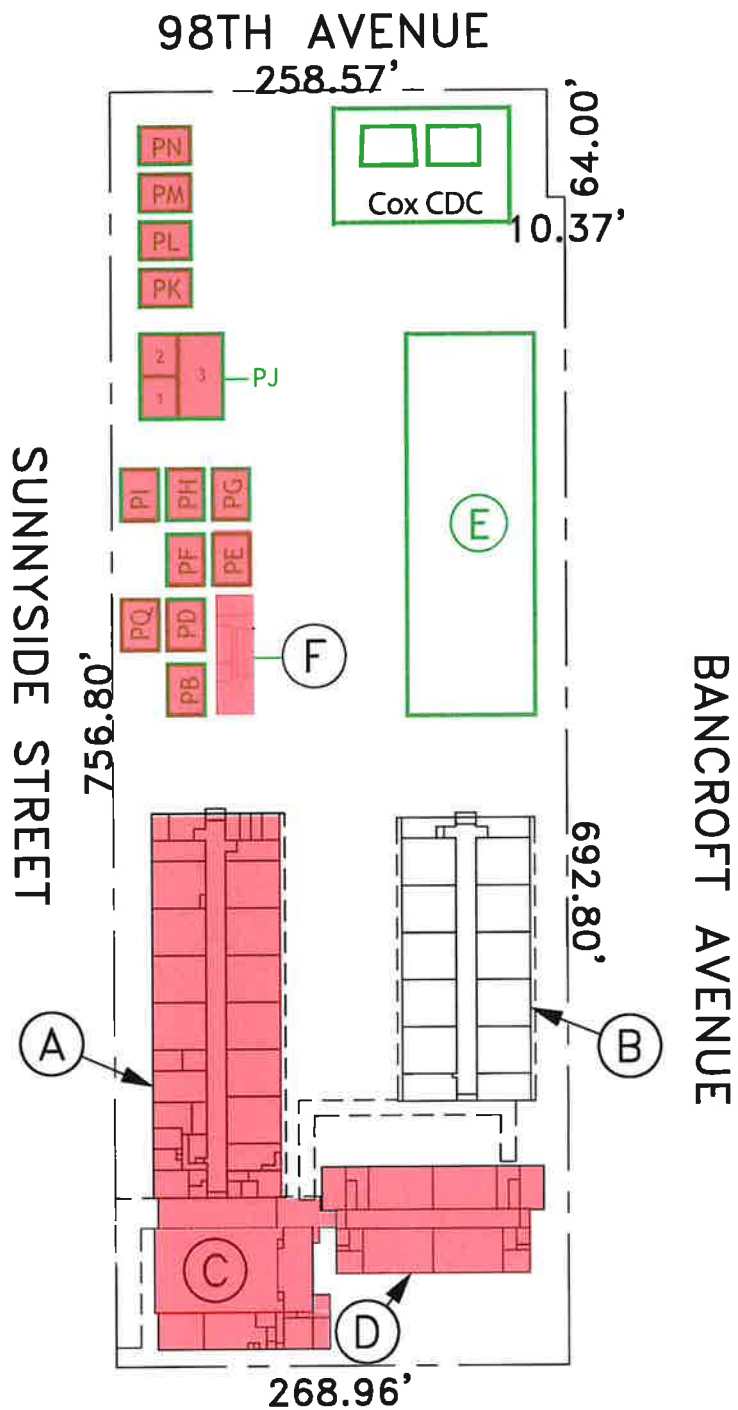 98TH AVENUE
258.57'
64.00'
10.37'
Cox CDC
PN
PM
PL
PK
2
1
3
PJ
PI
PH
PG
PF
PE
PQ
PD
PB
F
E
SUNNYSIDE STREET
756.80'
BANCROFT AVENUE
692.80'
A
B
C
D
268.96'